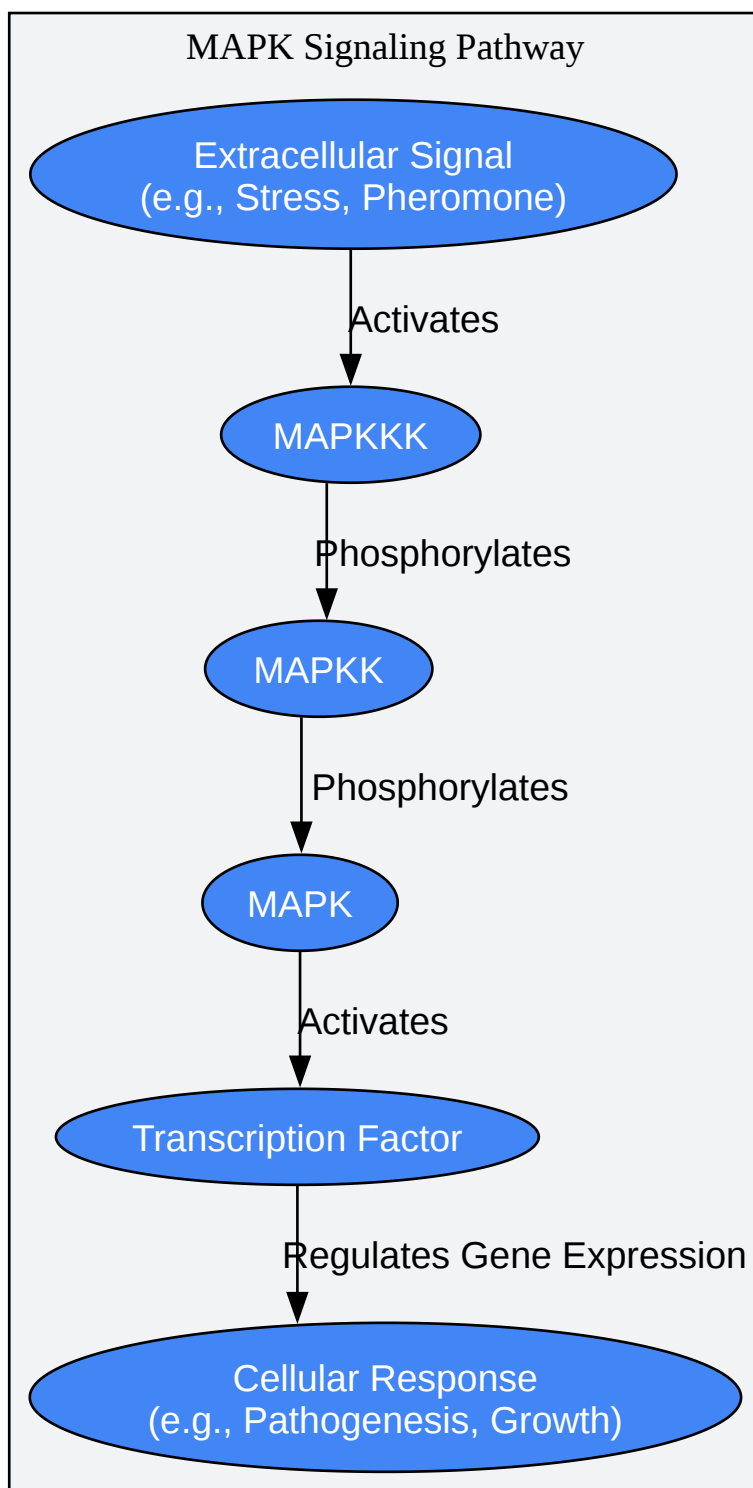 MAPK Signaling Pathway
Extracellular Signal
(e.g., Stress, Pheromone)
Activates
MAPKKK
Phosphorylates
MAPKK
Phosphorylates
MAPK
Activates
Transcription Factor
Regulates Gene Expression
Cellular Response
(e.g., Pathogenesis, Growth)